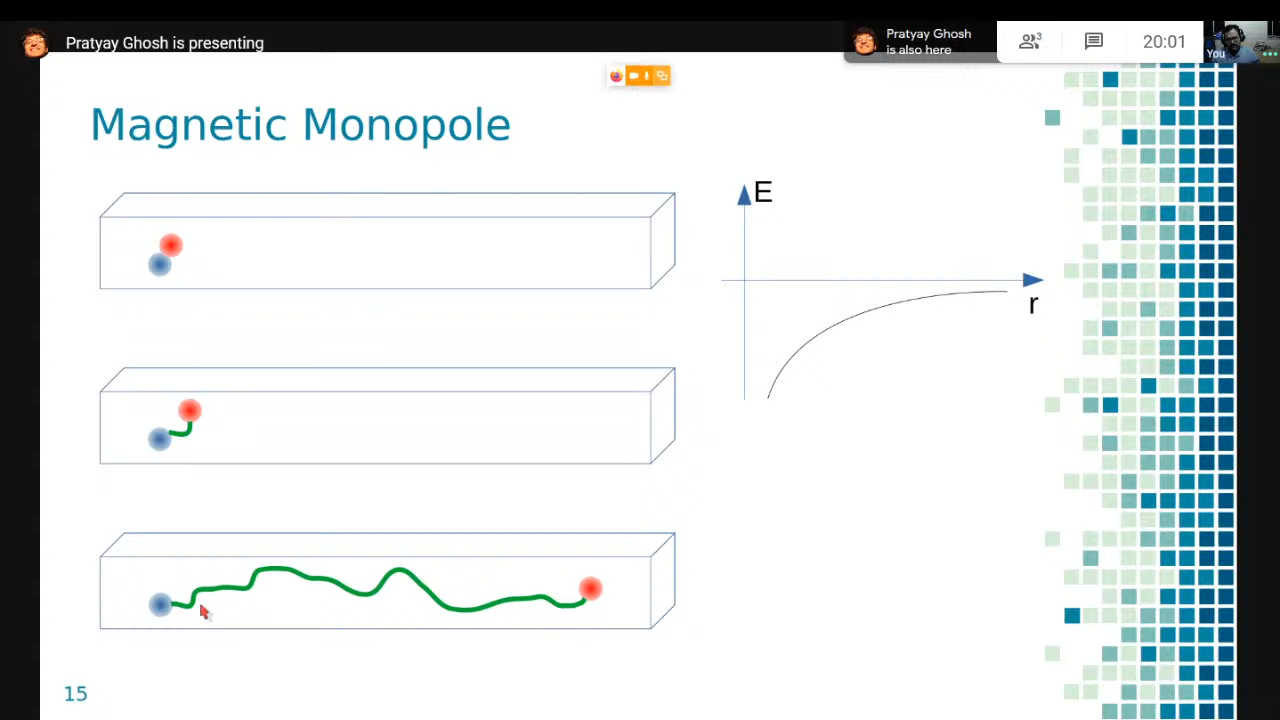 Pratyay Ghosh is presenting
Pratyay Ghosh
is also here
3
20:01
You
Magnetic Monopole
E
r
15